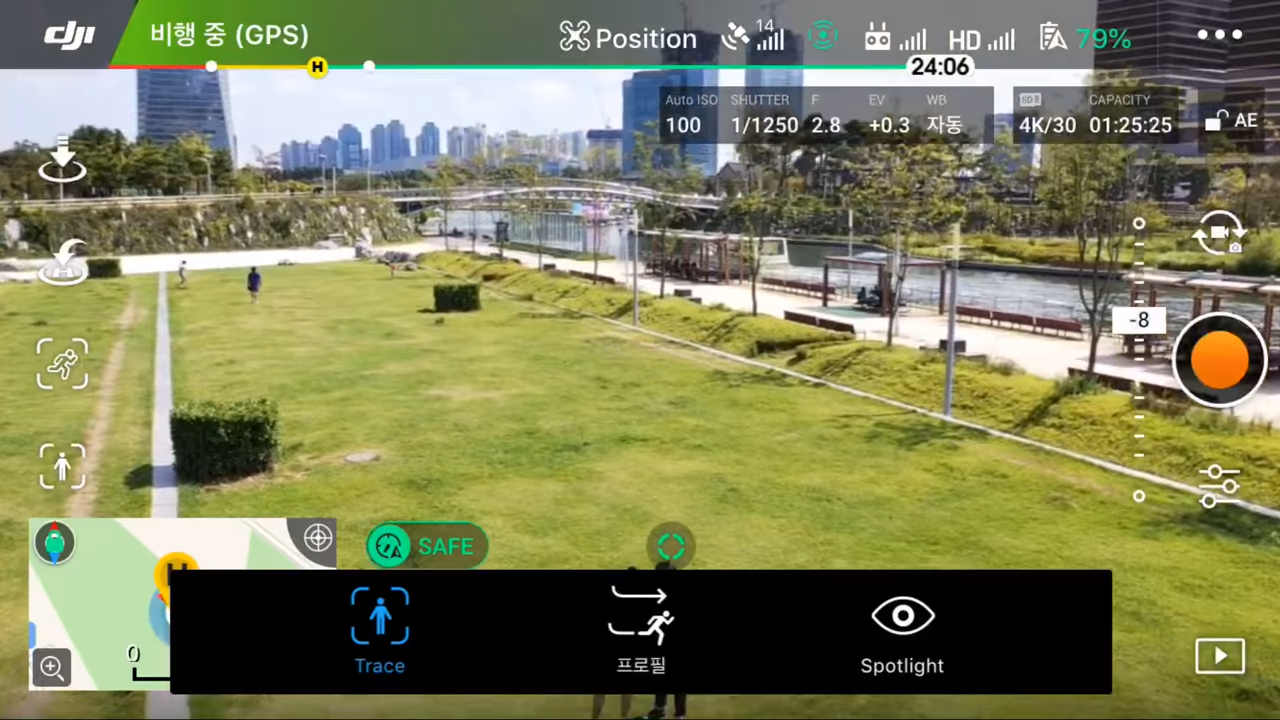 dji 비행 중 (GPS) Position 14 HD 79%
H 24:06
Auto ISO SHUTTER F EV WB CAPACITY
100 1/1250 2.8 +0.3 자동 4K/30 01:25:25 AE
-8
SAFE
H
0
Trace 프로필 Spotlight